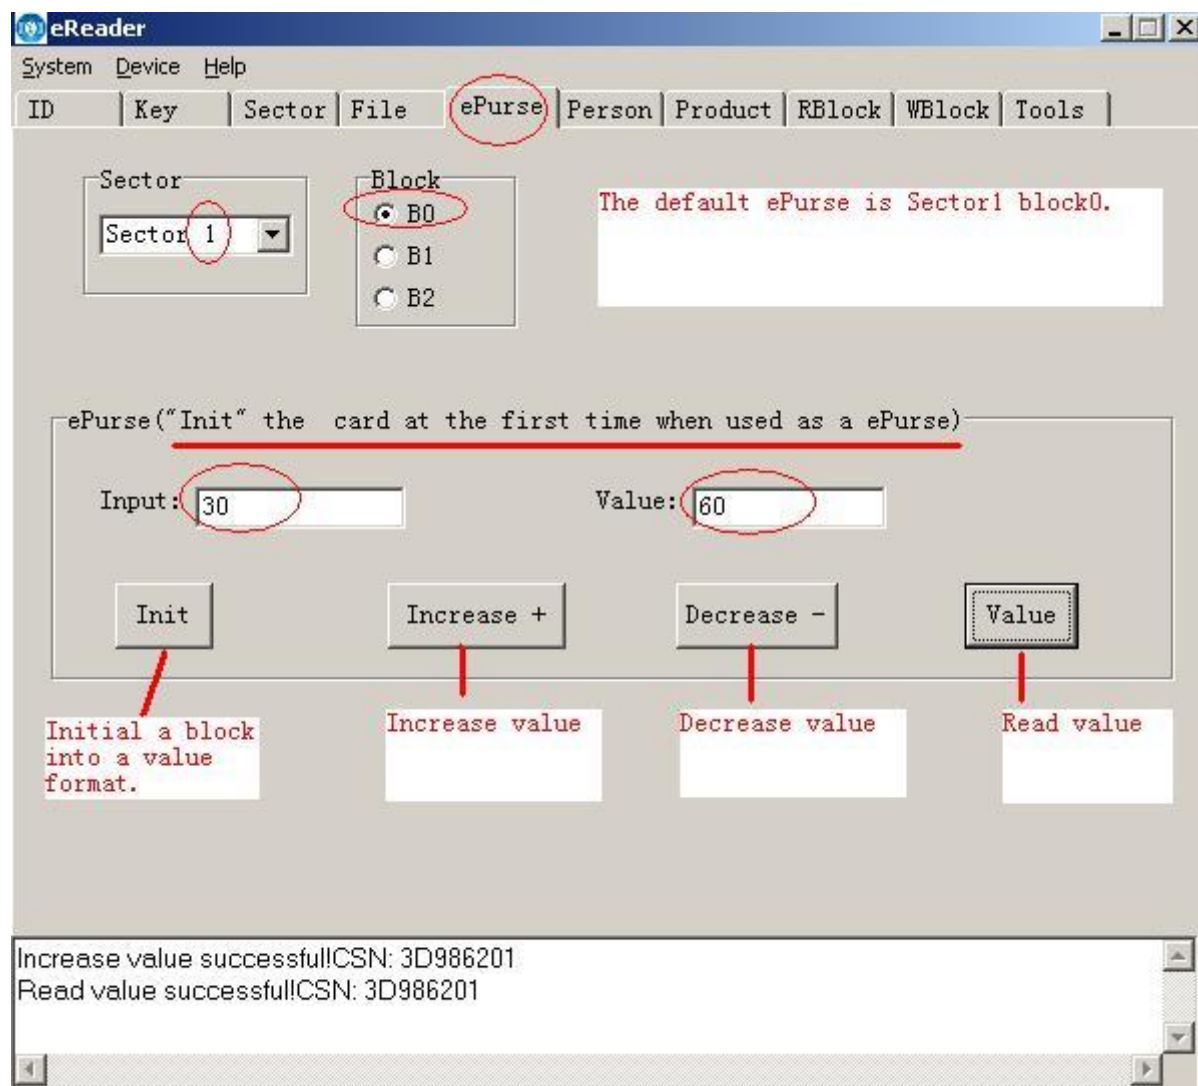 eReader
System Device Help
ID Key Sector File ePurse Person Product RBlock WBlock Tools
Sector
Sector 1
Block
B0
B1
B2
The default ePurse is Sector1 block0.
ePurse("Init" the card at the first time when used as a ePurse)
Input: 30 Value: 60
Init Increase + Decrease - Value
Initial a block
into a value
format.
Increase value
Decrease value
Read value
Increase value successful!CSN: 3D986201
Read value successful!CSN: 3D986201